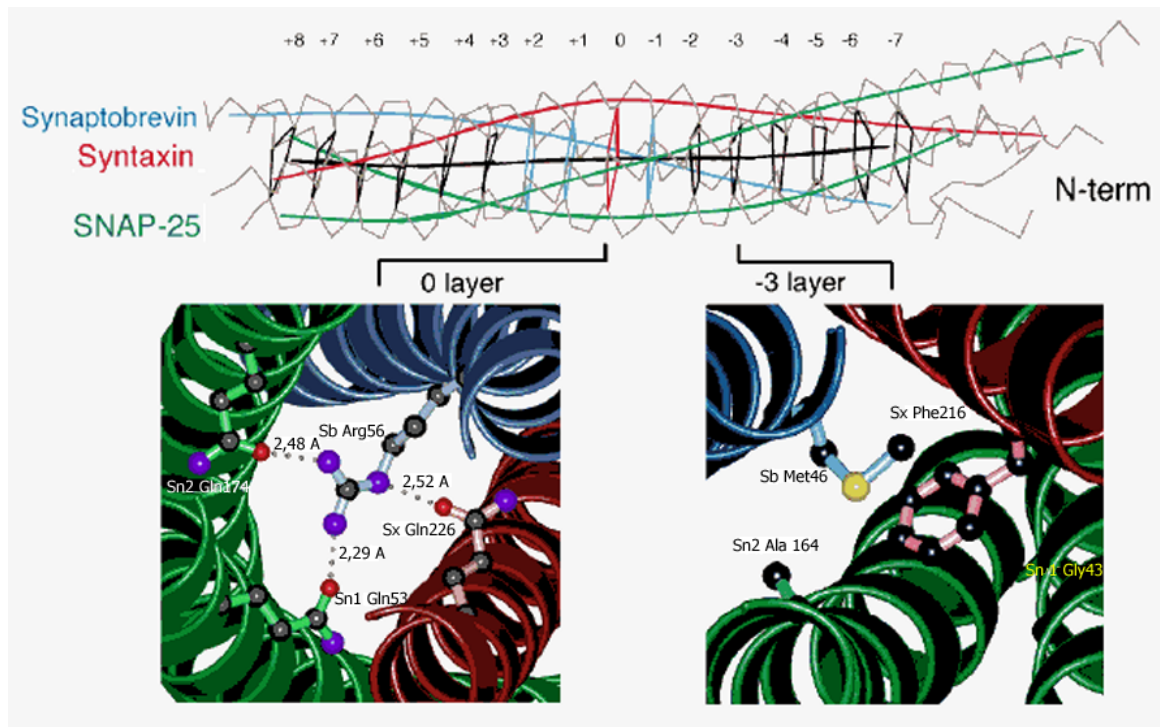 +8 +7 +6 +5 +4 +3 +2 +1 0 -1 -2 -3 -4 -5 -6 -7
Synaptobrevin
Syntaxin
SNAP-25
N-term
0 layer
-3 layer
Sb Arg56
2,48 A
Sn2 Gln174
2,52 A
Sx Gln226
2,29 A
Sn1 Gln53
Sx Phe216
Sb Met46
Sn2 Ala 164
Sn 1 Gly43